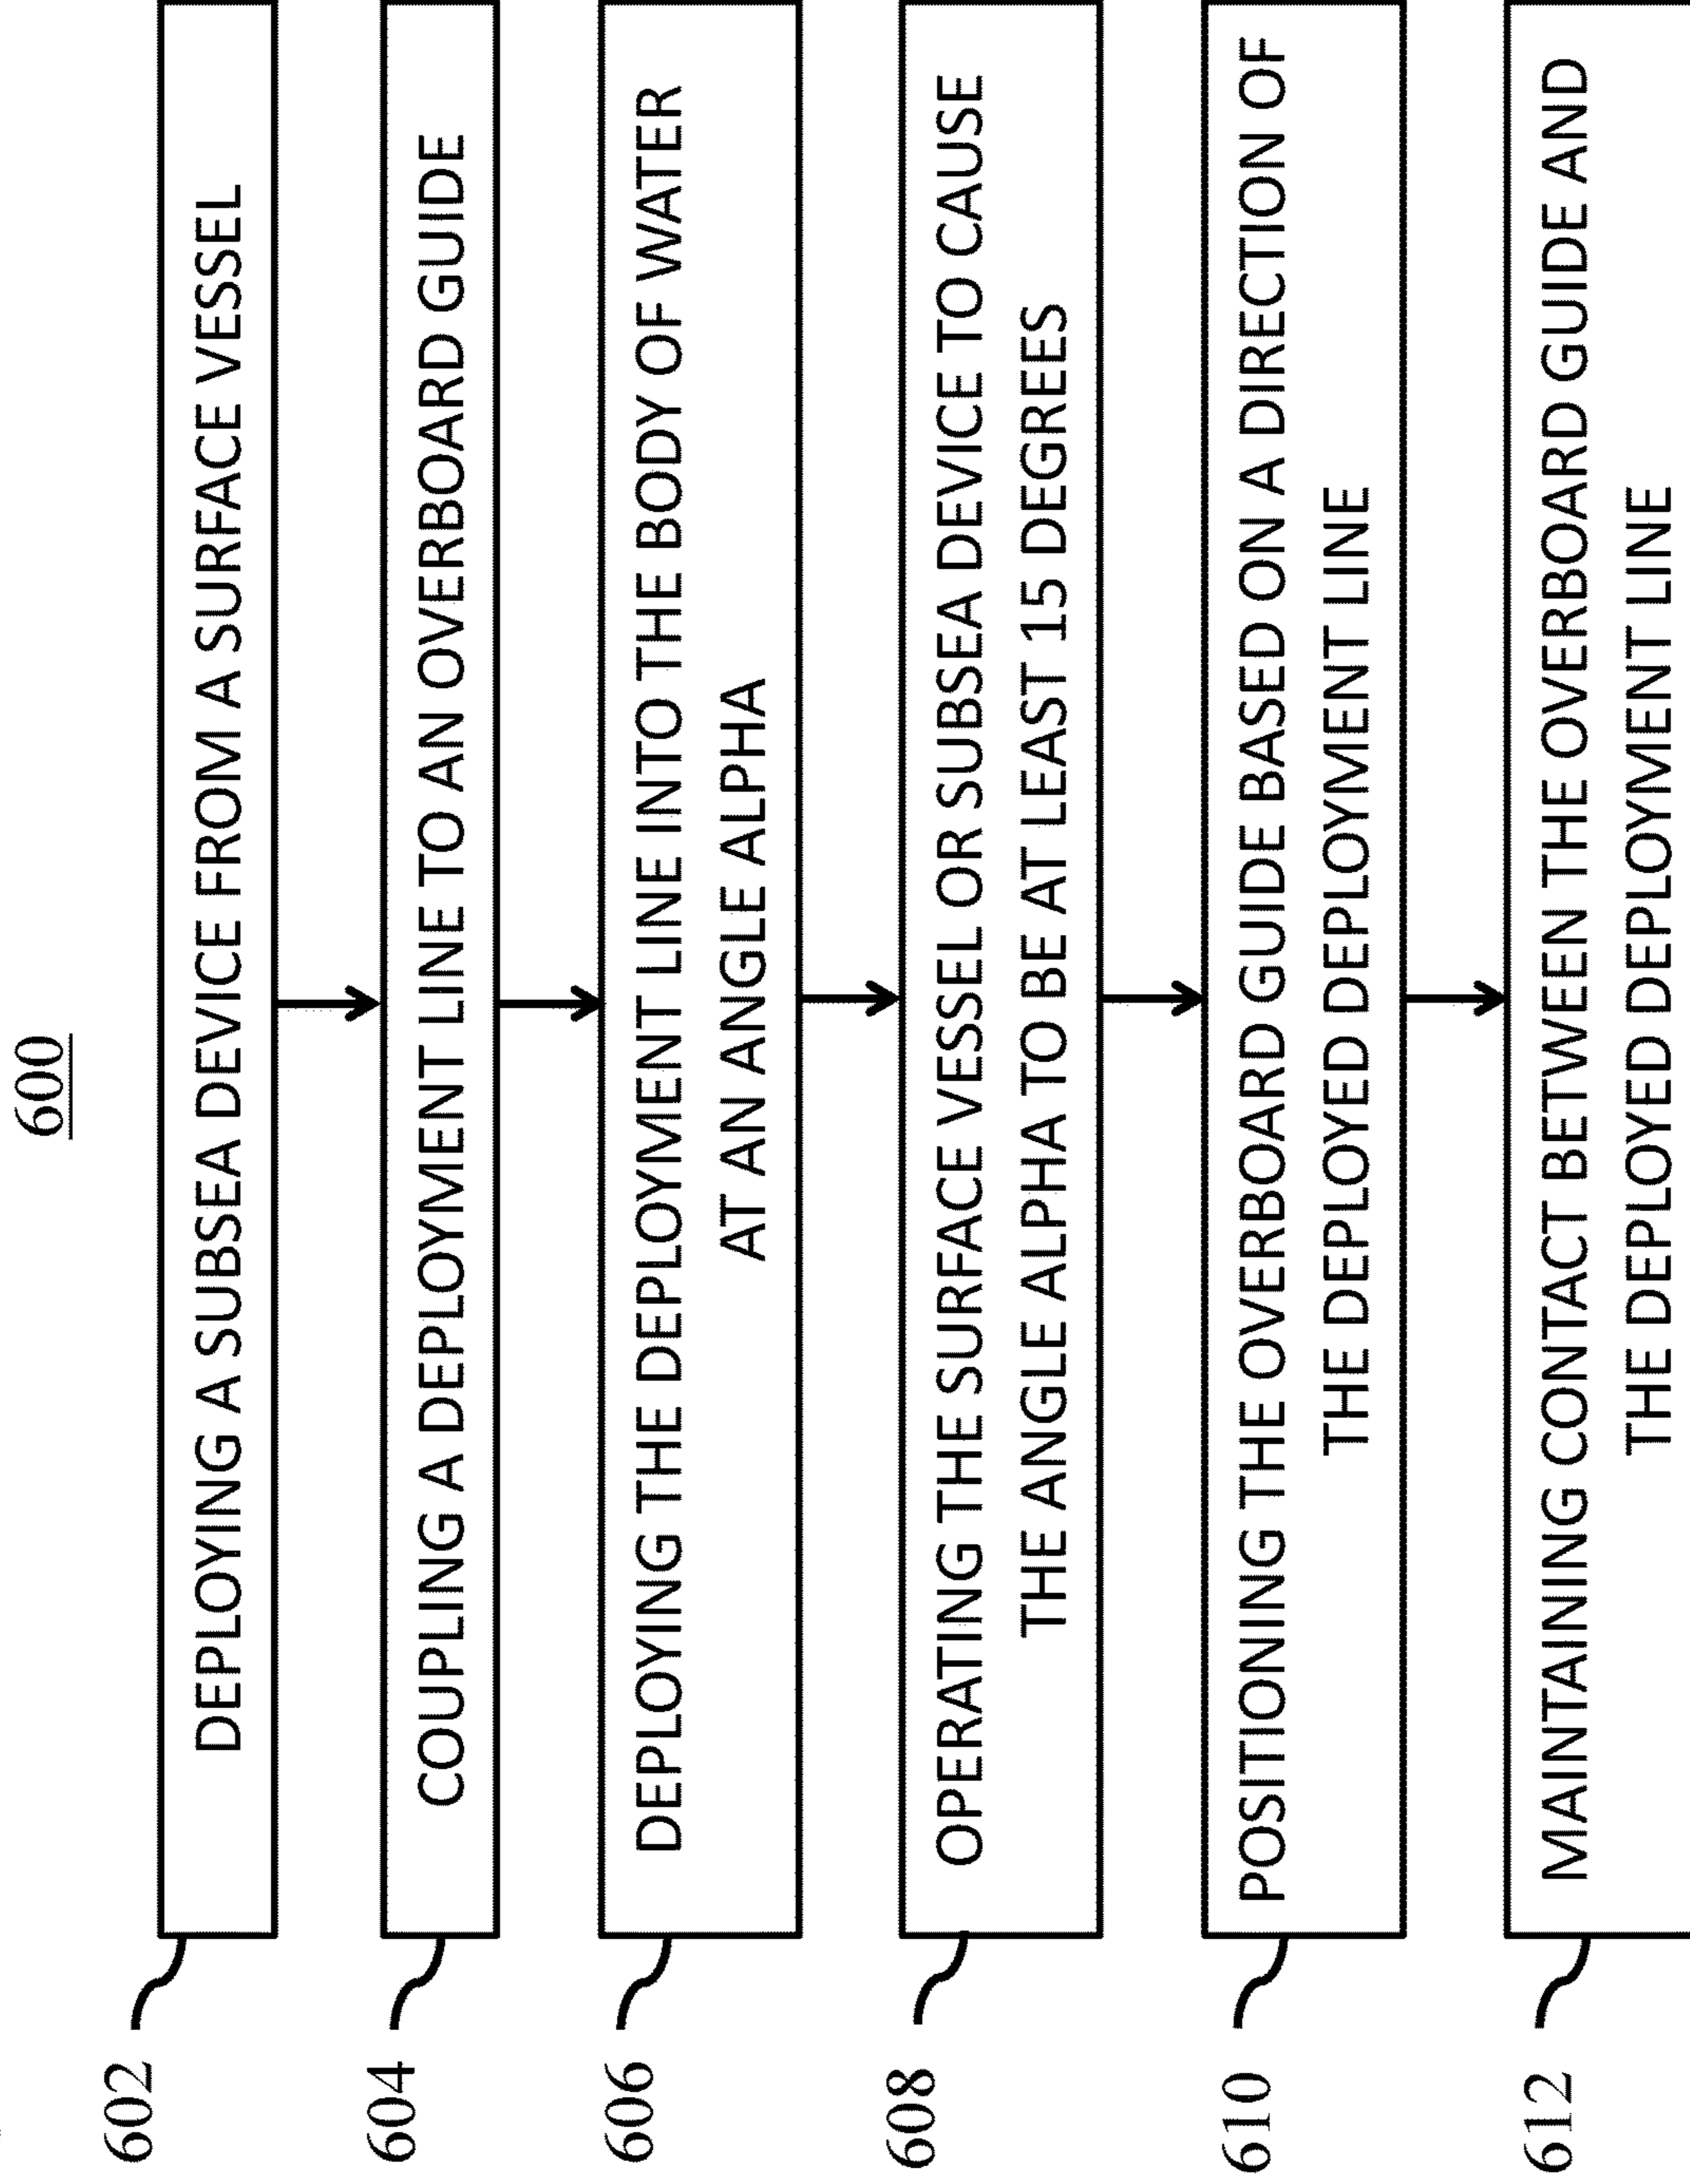 600
602
DEPLOYING A SUBSEA DEVICE FROM A SURFACE VESSEL
604
COUPLING A DEPLOYMENT LINE TO AN OVERBOARD GUIDE
606
DEPLOYING THE DEPLOYMENT LINE INTO THE BODY OF WATER
AT AN ANGLE ALPHA
608
OPERATING THE SURFACE VESSEL OR SUBSEA DEVICE TO CAUSE
THE ANGLE ALPHA TO BE AT LEAST 15 DEGREES
610
POSITIONING THE OVERBOARD GUIDE BASED ON A DIRECTION OF
THE DEPLOYED DEPLOYMENT LINE
612
MAINTAINING CONTACT BETWEEN THE OVERBOARD GUIDE AND
THE DEPLOYED DEPLOYMENT LINE